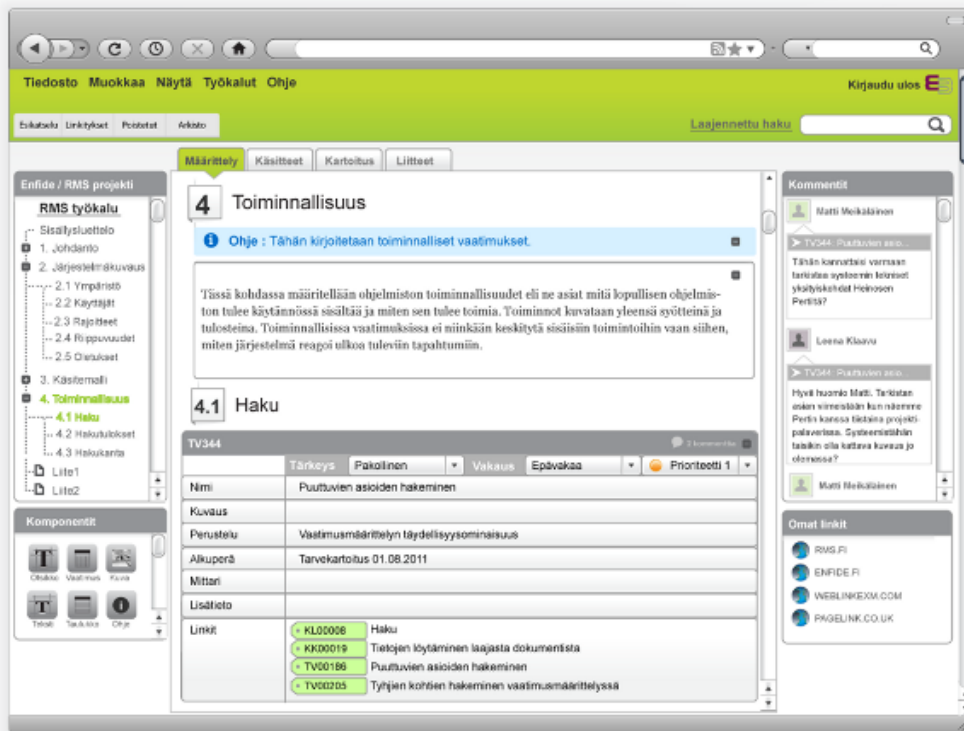 Tiedosto Muokkaa Näytä Työkalut Ohje
Kirjaudu ulos
Esikatselu Linkitykset Poistetut Arkisto
Laajennettu haku
Määrittely Käsitteet Kartoitus Liitteet
Enfide / RMS projekti
RMS työkalu
Sisällysluettelo
1. Johdanto
2. Järjestelmäkuvaus
2.1 Ympäristö
2.2 Käyttäjät
2.3 Rajoitteet
2.4 Riippuvuudet
2.5 Oletukset
3. Käsitemalli
4. Toiminnallisuus
4.1 Haku
4.2 Hakutulokset
4.3 Hakukanta
Liite1
Liite2
Komponentit
Otsikko Vaatimus Kuva
Teksti Taulukko Ohje
4 Toiminnallisuus
Ohje : Tähän kirjoitetaan toiminnalliset vaatimukset.
Tässä kohdassa määritellään ohjelmiston toiminnallisuudet eli ne asiat mitä lopullisen ohjelmis-
ton tulee käytännössä sisältää ja miten sen tulee toimia. Toiminnot kuvataan yleensä syötteinä ja
tulosteina. Toiminnallisissa vaatimuksissa ei niinkään keskitytä sisäisiin toimintoihin vaan siihen,
miten järjestelmä reagoi ulkoa tuleviin tapahtumiin.
4.1 Haku
TV344
2 kommenttia
Tärkeys Pakollinen Vakaus Epävakaa Prioriteetti 1
Nimi Puuttuvien asioiden hakeminen
Kuvaus
Perustelu Vaatimusmäärittelyn täydellisyysominaisuus
Alkuperä Tarvekartoitus 01.08.2011
Mittari
Lisätieto
Linkit KL00008 Haku
KK00019 Tietojen löytäminen laajasta dokumentista
TV00186 Puuttuvien asioiden hakeminen
TV00205 Tyhjien kohtien hakeminen vaatimusmäärittelyssä
Kommentit
Matti Meikäläinen
TV344: Puuttuvien asio...
Tähän kannattaisi varmaan
tarkistaa systeemin tekniset
yksityiskohdat Heinosen
Pertiltä?
Leena Klaavu
TV344: Puuttuvien asio...
Hyvä huomio Matti. Tarkistan
asian viimeistään kun näemme
Pertin kanssa tiistaina projekti-
palaverissa. Systeemistähän
taisikin olla kattava kuvaus jo
olemassa?
Matti Meikäläinen
Omat linkit
RMS.FI
ENFIDE.FI
WEBLINKEXM.COM
PAGELINK.CO.UK